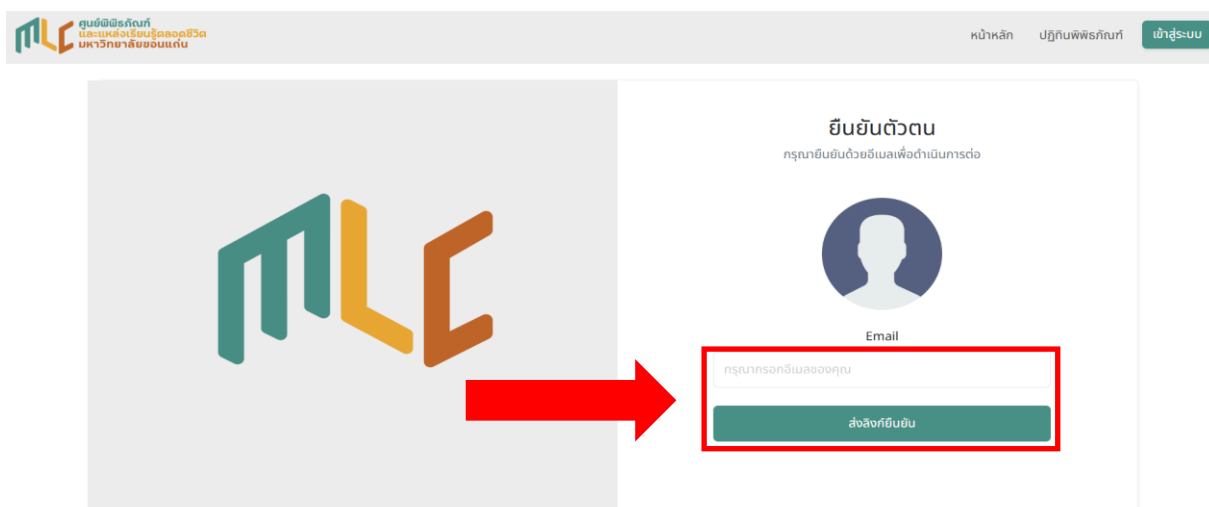 MLC
ศูนย์พิพิธภัณฑ์
และแหล่งเรียนรู้ตลอดชีวิต
มหาวิทยาลัยขอนแก่น
หน้าหลัก
ปฏิทินพิพิธภัณฑ์
เข้าสู่ระบบ
MLC
ยืนยันตัวตน
กรุณายืนยันด้วยอีเมลเพื่อดำเนินการต่อ
Email
กรุณากรอกอีเมลของคุณ
ส่งลิงก์ยืนยัน